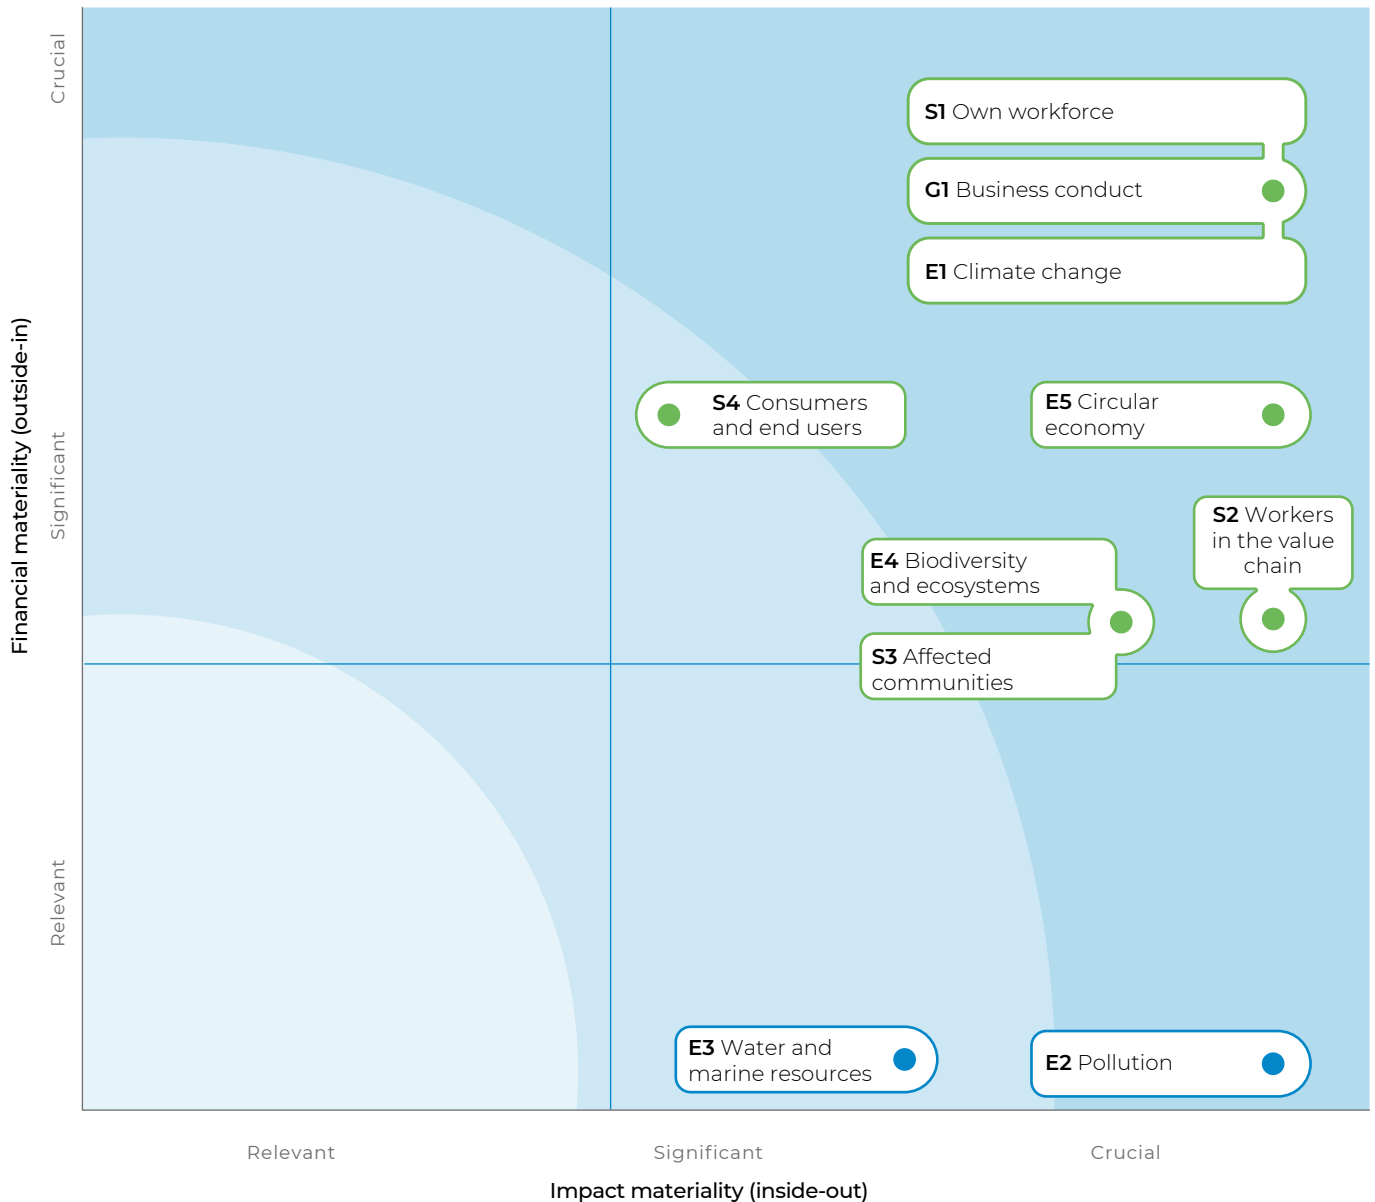 Financial materiality (outside-in)
Crucial
Significant
Relevant
S1 Own workforce
G1 Business conduct
E1 Climate change
S4 Consumers
and end users
E5 Circular
economy
S2 Workers
in the value
chain
E4 Biodiversity
and ecosystems
S3 Affected
communities
E3 Water and
marine resources
E2 Pollution
Relevant
Significant
Crucial
Impact materiality (inside-out)